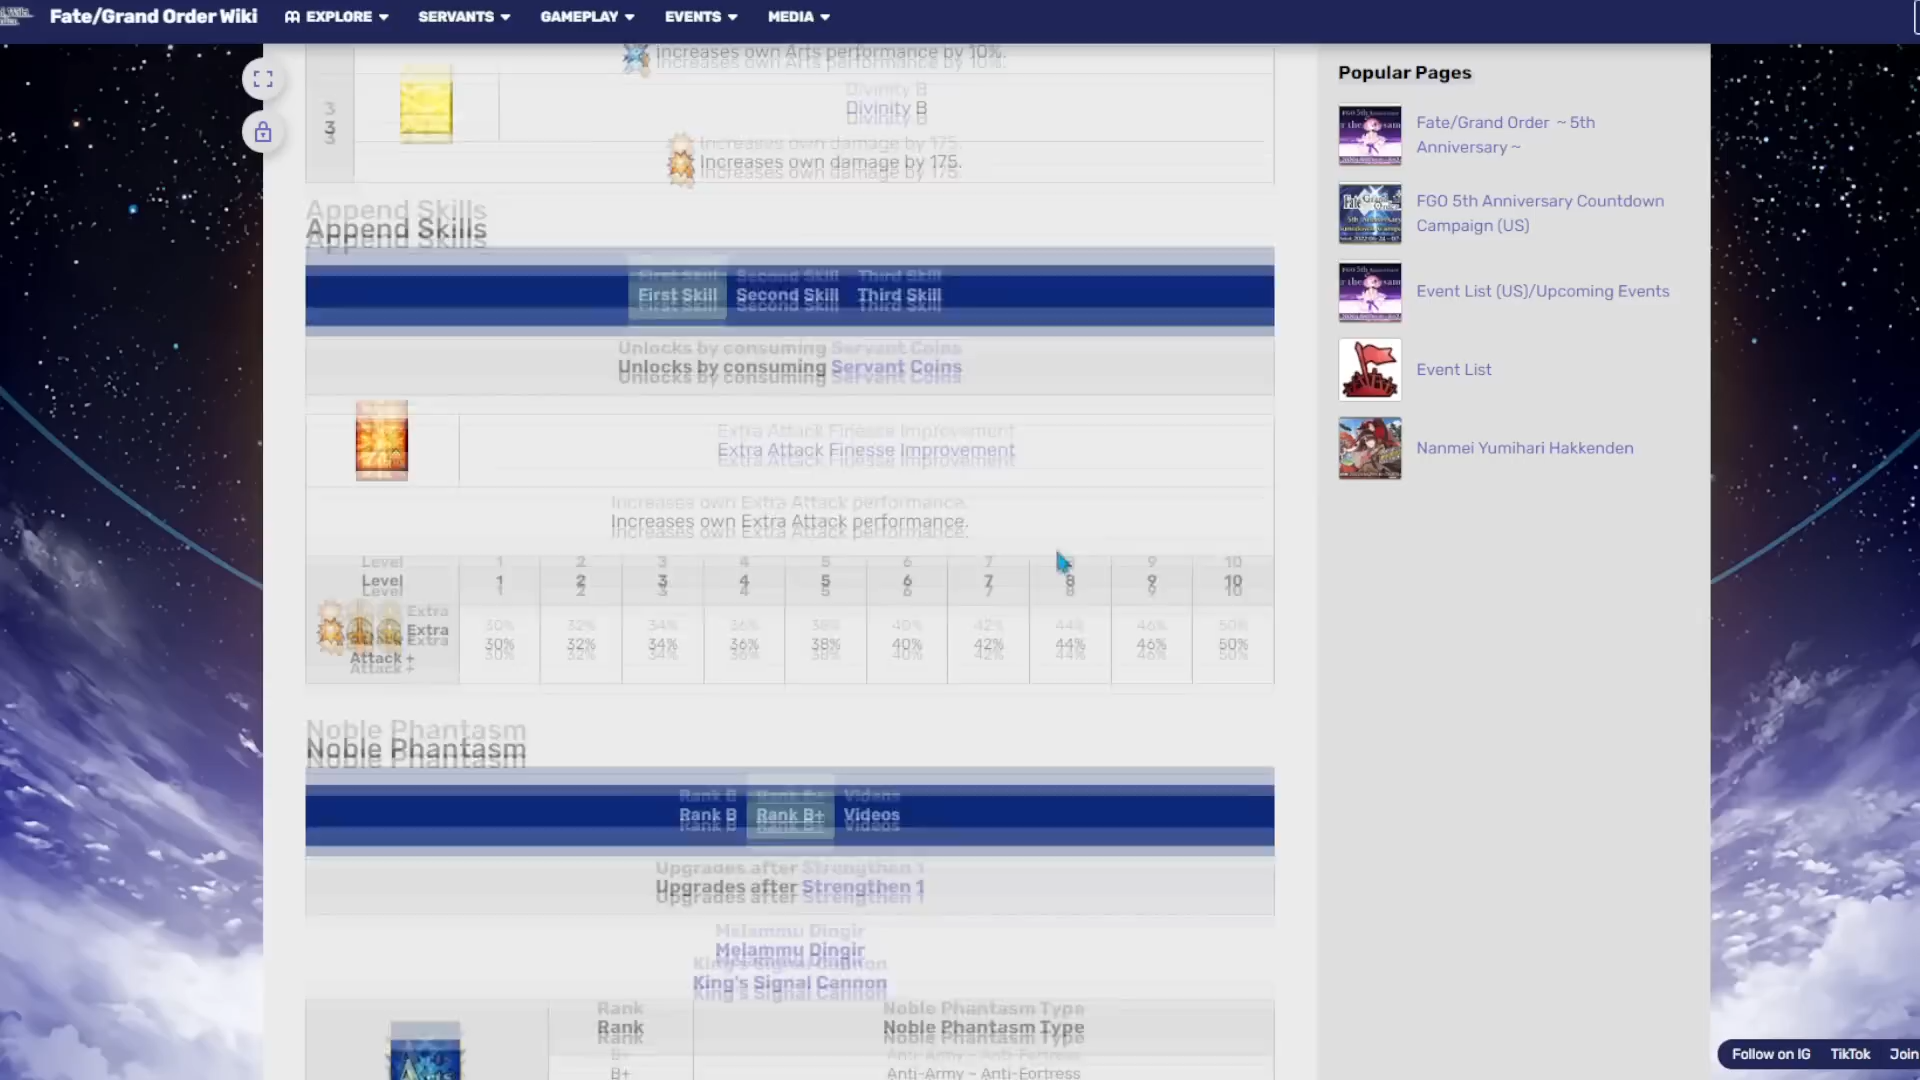 Fate/Grand Order Wiki
EXPLORE
SERVANTS
GAMEPLAY
EVENTS
MEDIA
Increases own Arts performance by 10%.
3
Divinity B
Increases own damage by 175.
Append Skills
First Skill
Second Skill
Third Skill
Unlocks by consuming Servant Coins
Extra Attack Finesse Improvement
Increases own Extra Attack performance.
Level 1 2 3 4 5 6 7 8 9 10
Extra
Attack + 30% 32% 34% 36% 38% 40% 42% 44% 46% 50%
Noble Phantasm
Rank B
Rank B+
Videos
Upgrades after Strengthen 1
Melammu Dingir
King's Signal Cannon
Arts
Rank
Noble Phantasm Type
B+
Anti-Army ~ Anti-Fortress
Popular Pages
Fate/Grand Order ~ 5th
Anniversary ~
FGO 5th Anniversary Countdown
Campaign (US)
Event List (US)/Upcoming Events
Event List
Nanmei Yumihari Hakkenden
Follow on IG
TikTok
Join